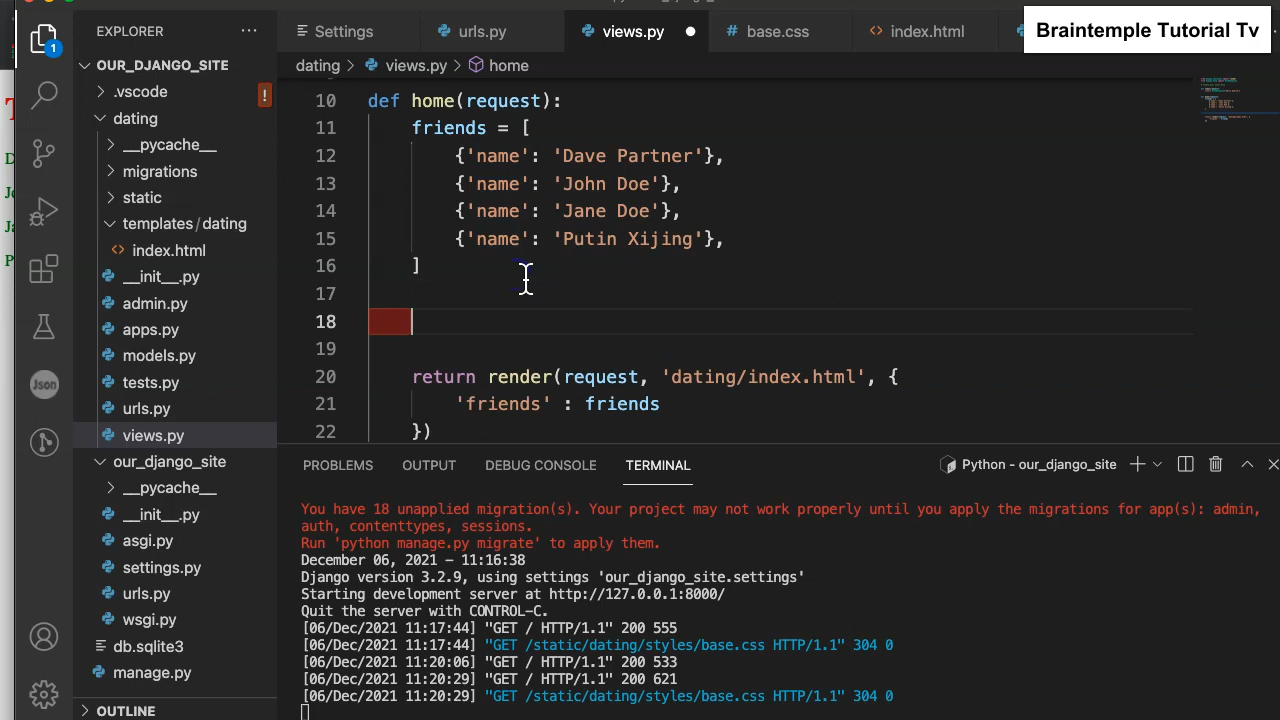 EXPLORER
Settings
urls.py
views.py
base.css
index.html
Braintemple Tutorial Tv
1
OUR_DJANGO_SITE
dating
views.py
home
.vscode
!
dating
__pycache__
migrations
static
templates/dating
index.html
__init__.py
admin.py
apps.py
models.py
tests.py
urls.py
views.py
our_django_site
__pycache__
__init__.py
asgi.py
settings.py
urls.py
wsgi.py
db.sqlite3
manage.py
OUTLINE
Json
10 def home(request):
11 friends = [
12 {'name': 'Dave Partner'},
13 {'name': 'John Doe'},
14 {'name': 'Jane Doe'},
15 {'name': 'Putin Xijing'},
16 ]
17
18
19
20 return render(request, 'dating/index.html', {
21 'friends' : friends
22 })
PROBLEMS
OUTPUT
DEBUG CONSOLE
TERMINAL
Python - our_django_site
You have 18 unapplied migration(s). Your project may not work properly until you apply the migrations for app(s): admin,
auth, contenttypes, sessions.
Run 'python manage.py migrate' to apply them.
December 06, 2021 - 11:16:38
Django version 3.2.9, using settings 'our_django_site.settings'
Starting development server at http://127.0.0.1:8000/
Quit the server with CONTROL-C.
[06/Dec/2021 11:17:44] "GET / HTTP/1.1" 200 555
[06/Dec/2021 11:17:44] "GET /static/dating/styles/base.css HTTP/1.1" 304 0
[06/Dec/2021 11:20:06] "GET / HTTP/1.1" 200 533
[06/Dec/2021 11:20:29] "GET / HTTP/1.1" 200 621
[06/Dec/2021 11:20:29] "GET /static/dating/styles/base.css HTTP/1.1" 304 0